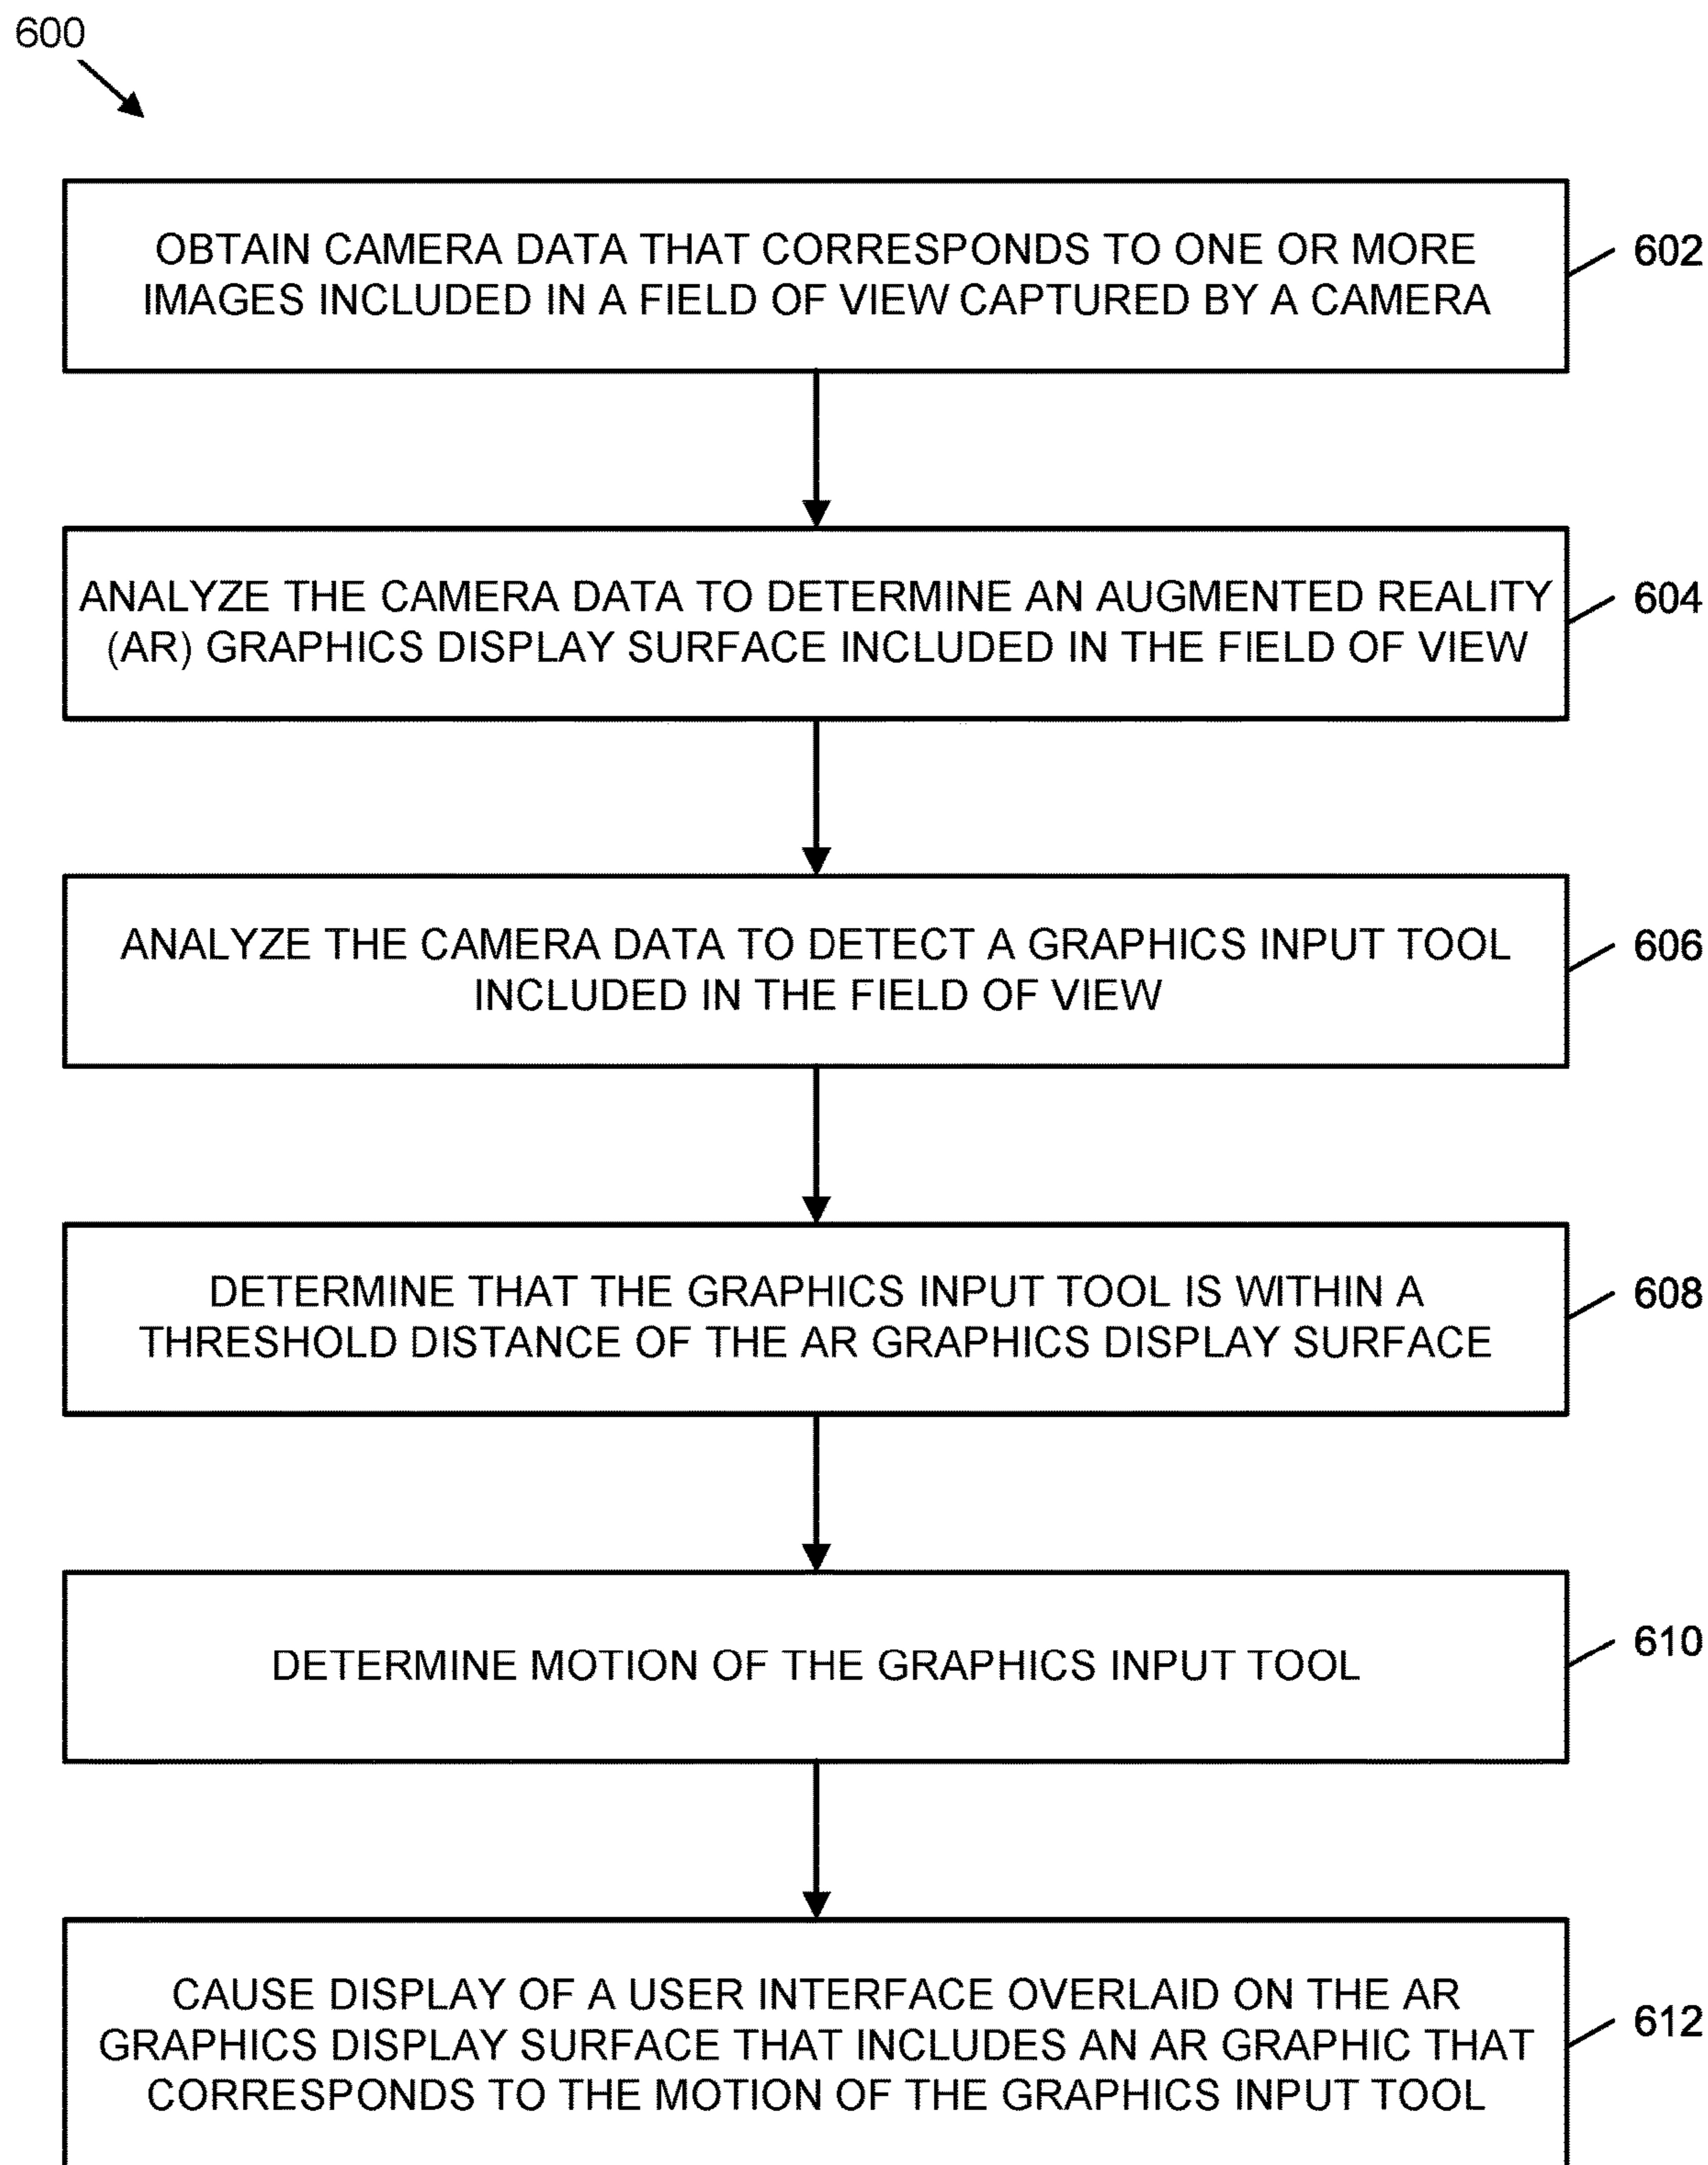 600
OBTAIN CAMERA DATA THAT CORRESPONDS TO ONE OR MORE
IMAGES INCLUDED IN A FIELD OF VIEW CAPTURED BY A CAMERA
602
ANALYZE THE CAMERA DATA TO DETERMINE AN AUGMENTED REALITY
(AR) GRAPHICS DISPLAY SURFACE INCLUDED IN THE FIELD OF VIEW
604
ANALYZE THE CAMERA DATA TO DETECT A GRAPHICS INPUT TOOL
INCLUDED IN THE FIELD OF VIEW
606
DETERMINE THAT THE GRAPHICS INPUT TOOL IS WITHIN A
THRESHOLD DISTANCE OF THE AR GRAPHICS DISPLAY SURFACE
608
DETERMINE MOTION OF THE GRAPHICS INPUT TOOL
610
CAUSE DISPLAY OF A USER INTERFACE OVERLAID ON THE AR
GRAPHICS DISPLAY SURFACE THAT INCLUDES AN AR GRAPHIC THAT
CORRESPONDS TO THE MOTION OF THE GRAPHICS INPUT TOOL
612